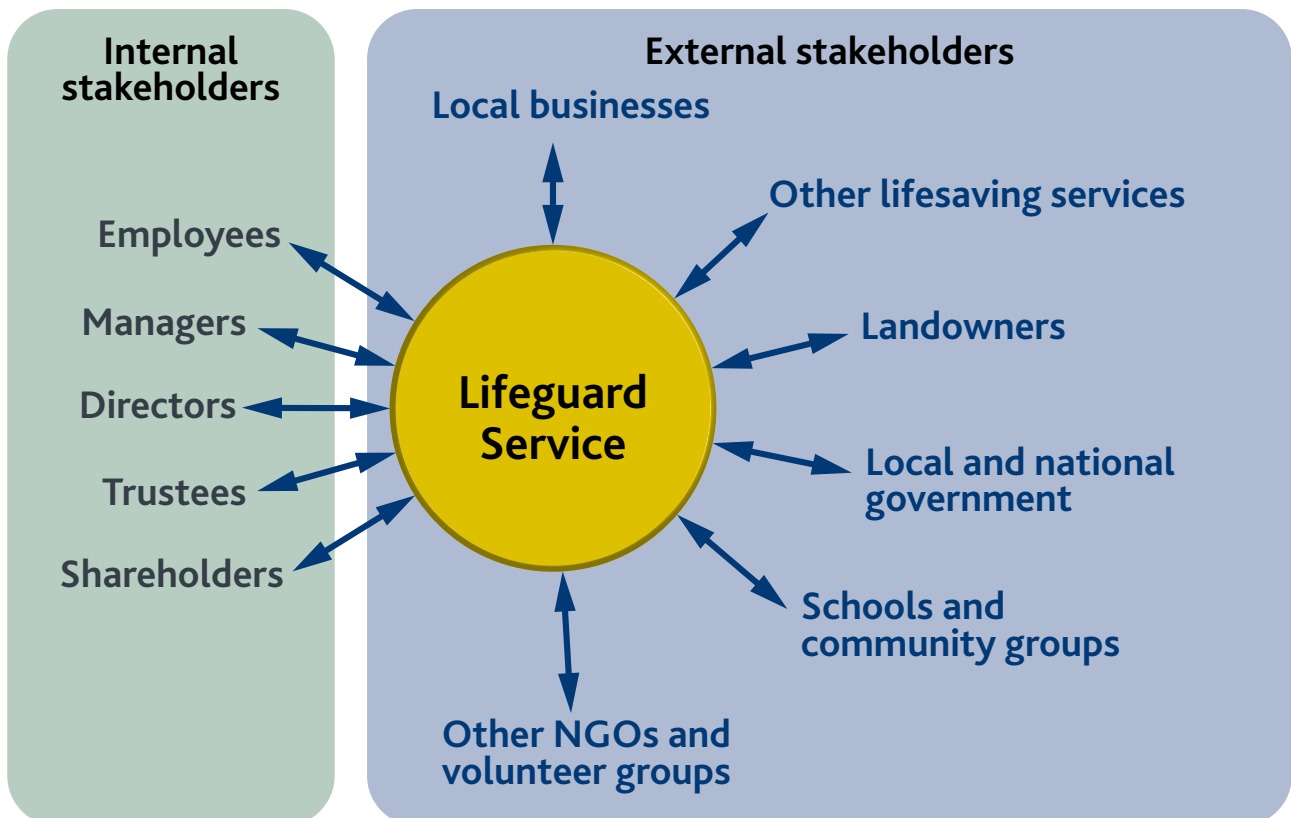 Internal
stakeholders
Employees
Managers
Directors
Trustees
Shareholders
External stakeholders
Local businesses
Other lifesaving services
Landowners
Local and national
government
Schools and
community groups
Other NGOs and
volunteer groups
Lifeguard
Service